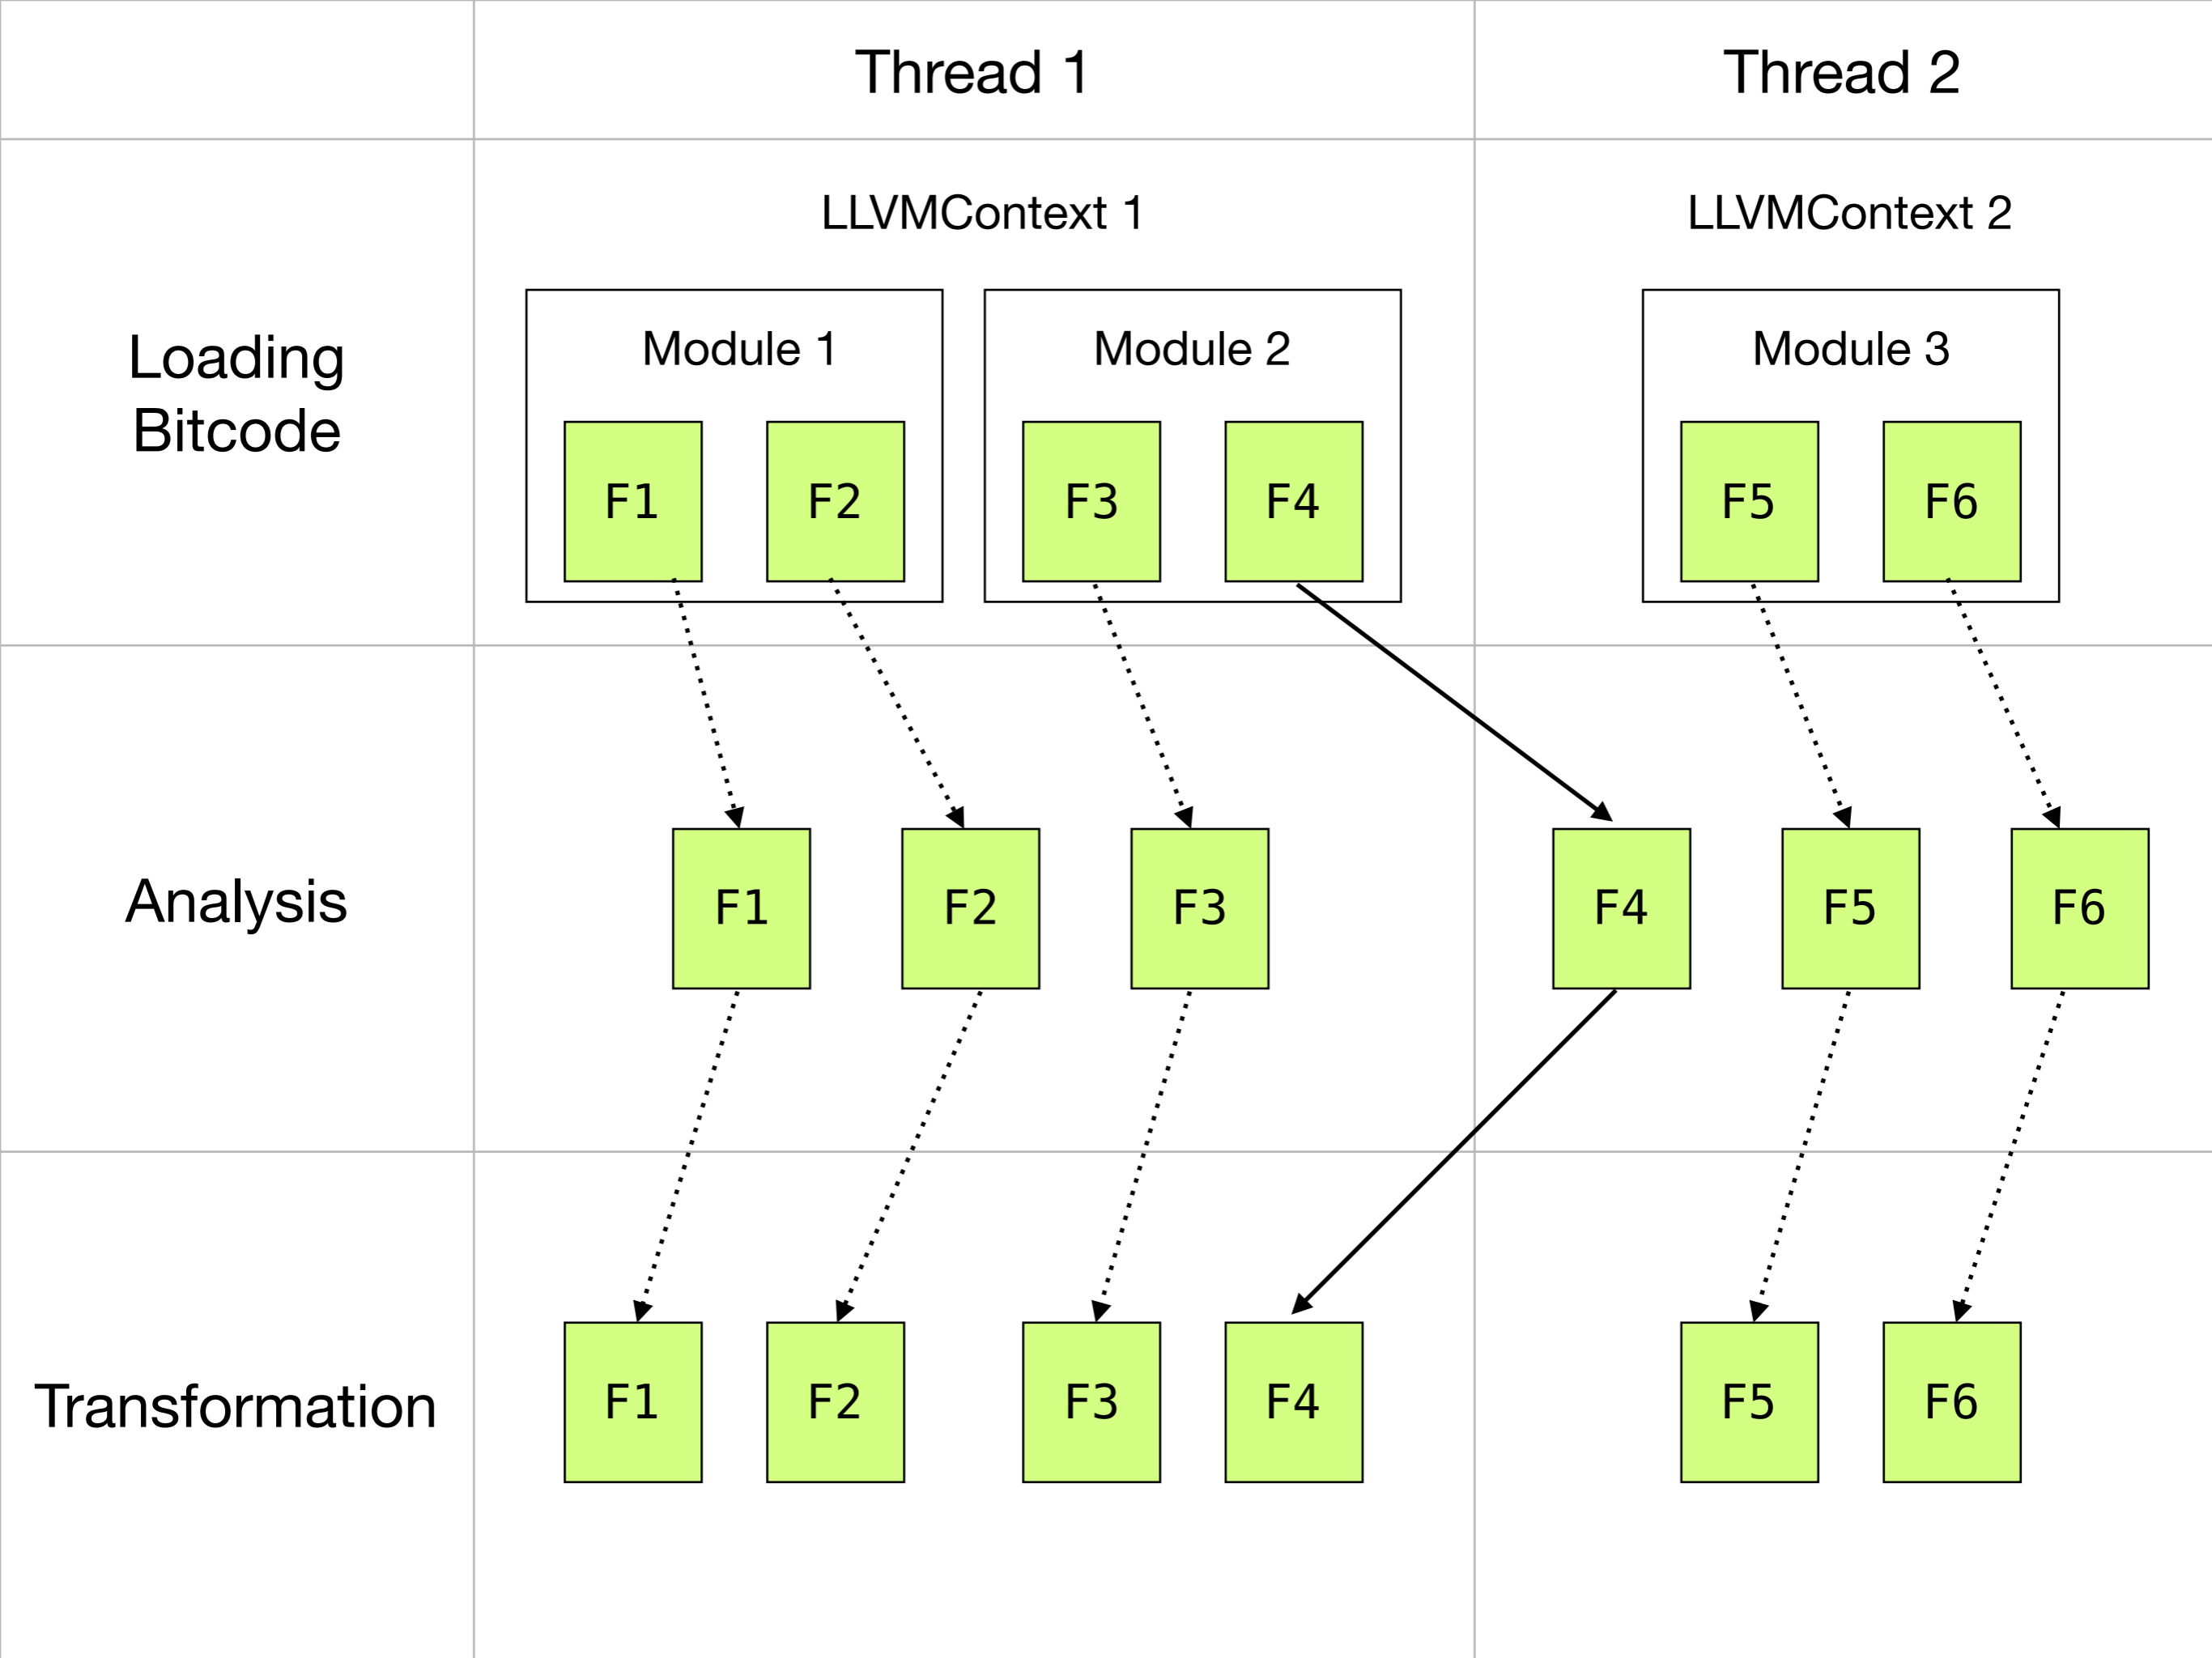 Thread 1
Thread 2
Loading
Bitcode
LLVMContext 1
Module 1
F1
F2
Module 2
F3
F4
LLVMContext 2
Module 3
F5
F6
Analysis
F1
F2
F3
F4
F5
F6
Transformation
F1
F2
F3
F4
F5
F6